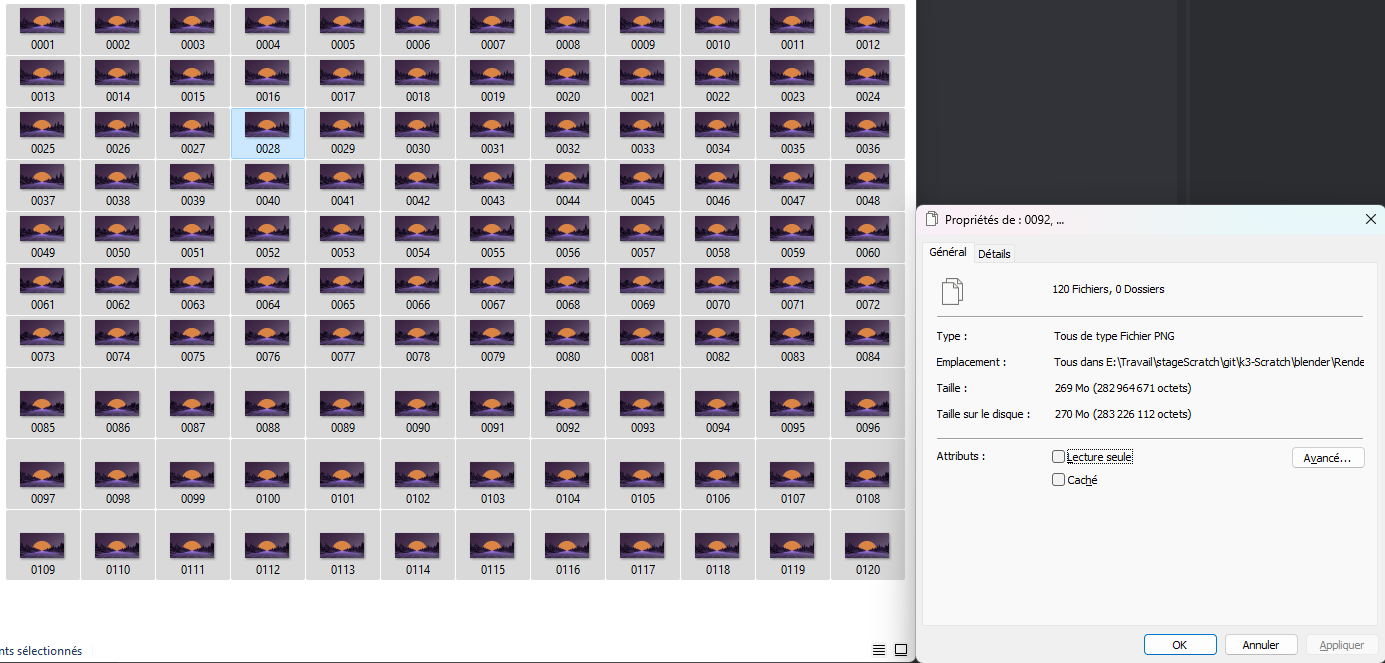 0001 0002 0003 0004 0005 0006 0007 0008 0009 0010 0011 0012
0013 0014 0015 0016 0017 0018 0019 0020 0021 0022 0023 0024
0025 0026 0027 0028 0029 0030 0031 0032 0033 0034 0035 0036
0037 0038 0039 0040 0041 0042 0043 0044 0045 0046 0047 0048
0049 0050 0051 0052 0053 0054 0055 0056 0057 0058 0059 0060
0061 0062 0063 0064 0065 0066 0067 0068 0069 0070 0071 0072
0073 0074 0075 0076 0077 0078 0079 0080 0081 0082 0083 0084
0085 0086 0087 0088 0089 0090 0091 0092 0093 0094 0095 0096
0097 0098 0099 0100 0101 0102 0103 0104 0105 0106 0107 0108
0109 0110 0111 0112 0113 0114 0115 0116 0117 0118 0119 0120
nts sélectionnés
Propriétés de : 0092, ...
Général Détails
120 Fichiers, 0 Dossiers
Type : Tous de type Fichier PNG
Emplacement : Tous dans E:\Travail\stageScratch\git\k3-Scratch\blender\Rende
Taille : 269 Mo (282 964 671 octets)
Taille sur le disque : 270 Mo (283 226 112 octets)
Attributs : Lecture seule Avancé...
Caché
OK Annuler Appliquer